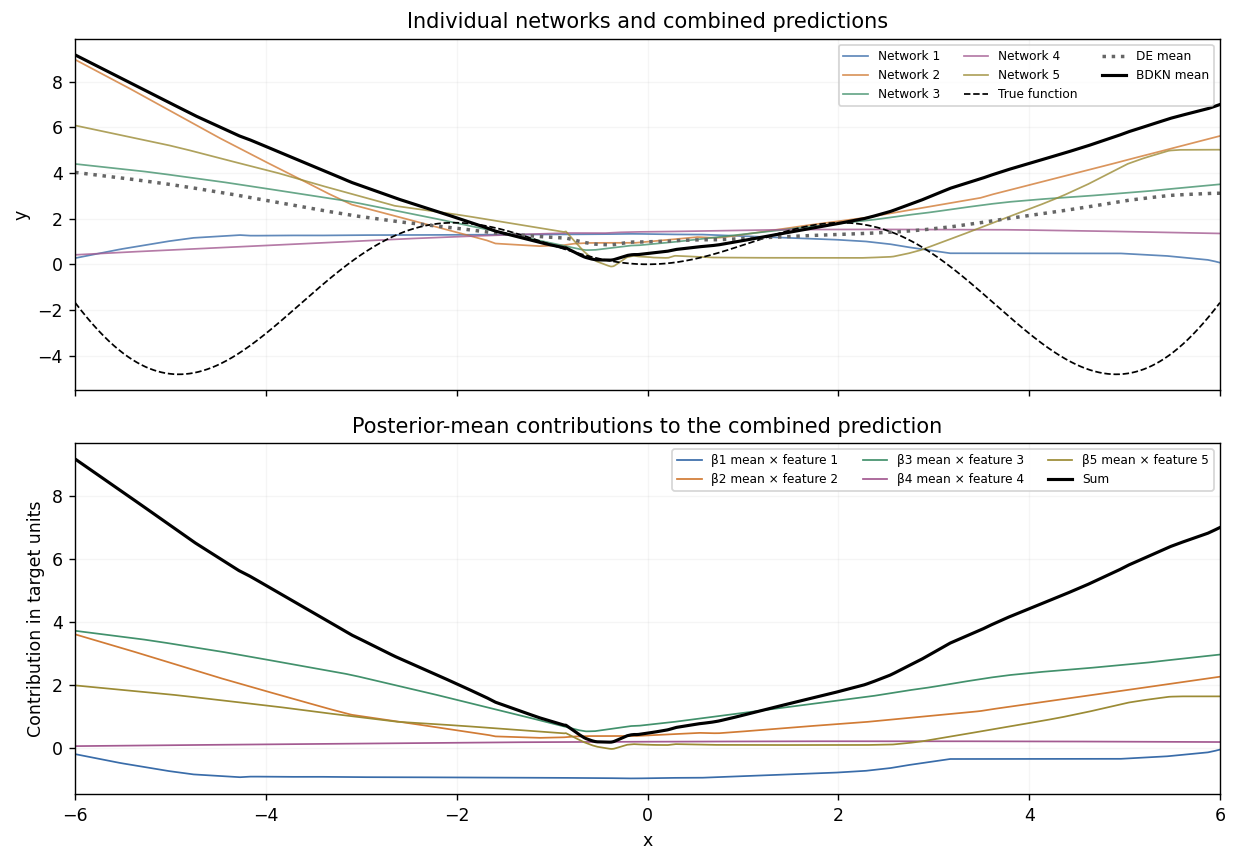 Individual networks and combined predictions
Network 1
Network 2
Network 3
Network 4
Network 5
True function
DE mean
BDKN mean
8
6
4
2
0
−2
−4
y
Posterior-mean contributions to the combined prediction
β1 mean × feature 1
β2 mean × feature 2
β3 mean × feature 3
β4 mean × feature 4
β5 mean × feature 5
Sum
8
6
4
2
0
Contribution in target units
−6
−4
−2
0
2
4
6
x